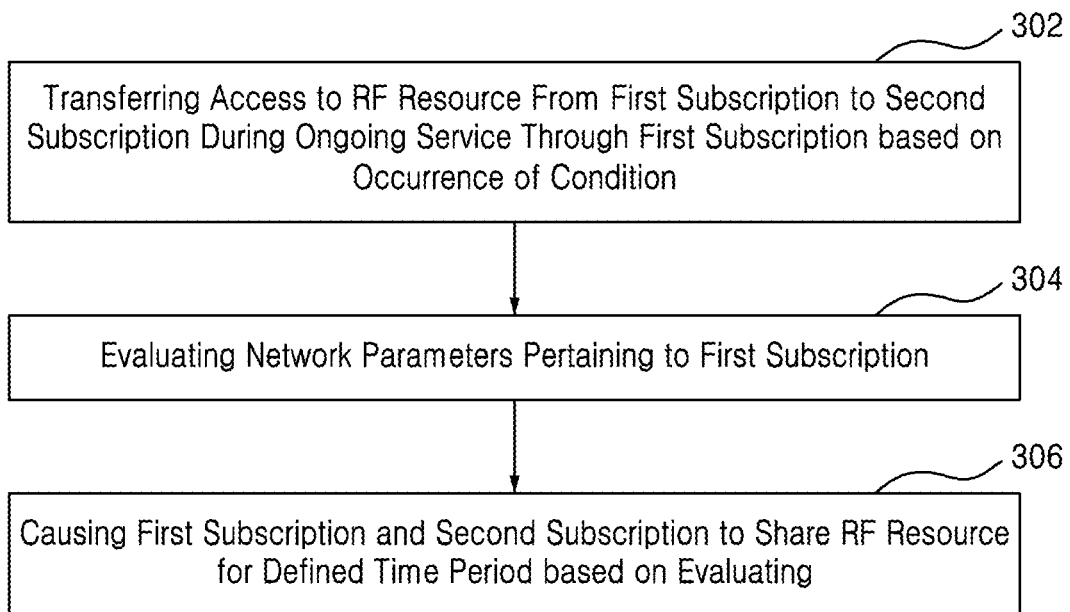 302
Transferring Access to RF Resource From First Subscription to Second
Subscription During Ongoing Service Through First Subscription based on
Occurrence of Condition
304
Evaluating Network Parameters Pertaining to First Subscription
306
Causing First Subscription and Second Subscription to Share RF Resource
for Defined Time Period based on Evaluating